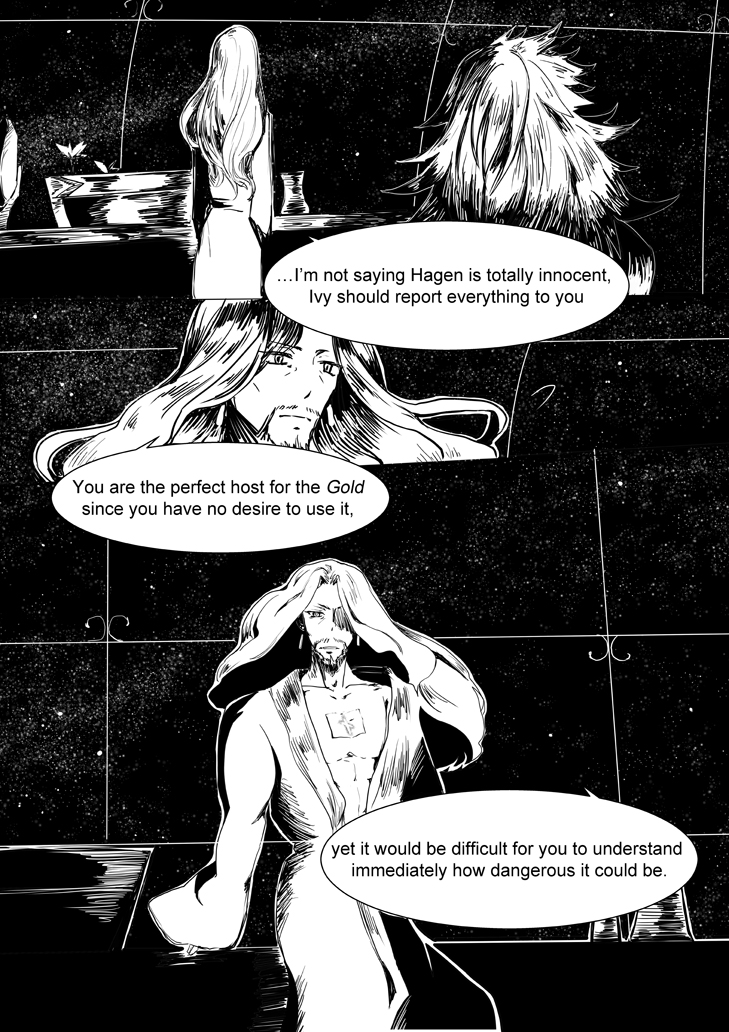 …I'm not saying Hagen is totally innocent,
Ivy should report everything to you
You are the perfect host for the Gold
since you have no desire to use it,
yet it would be difficult for you to understand
immediately how dangerous it could be.